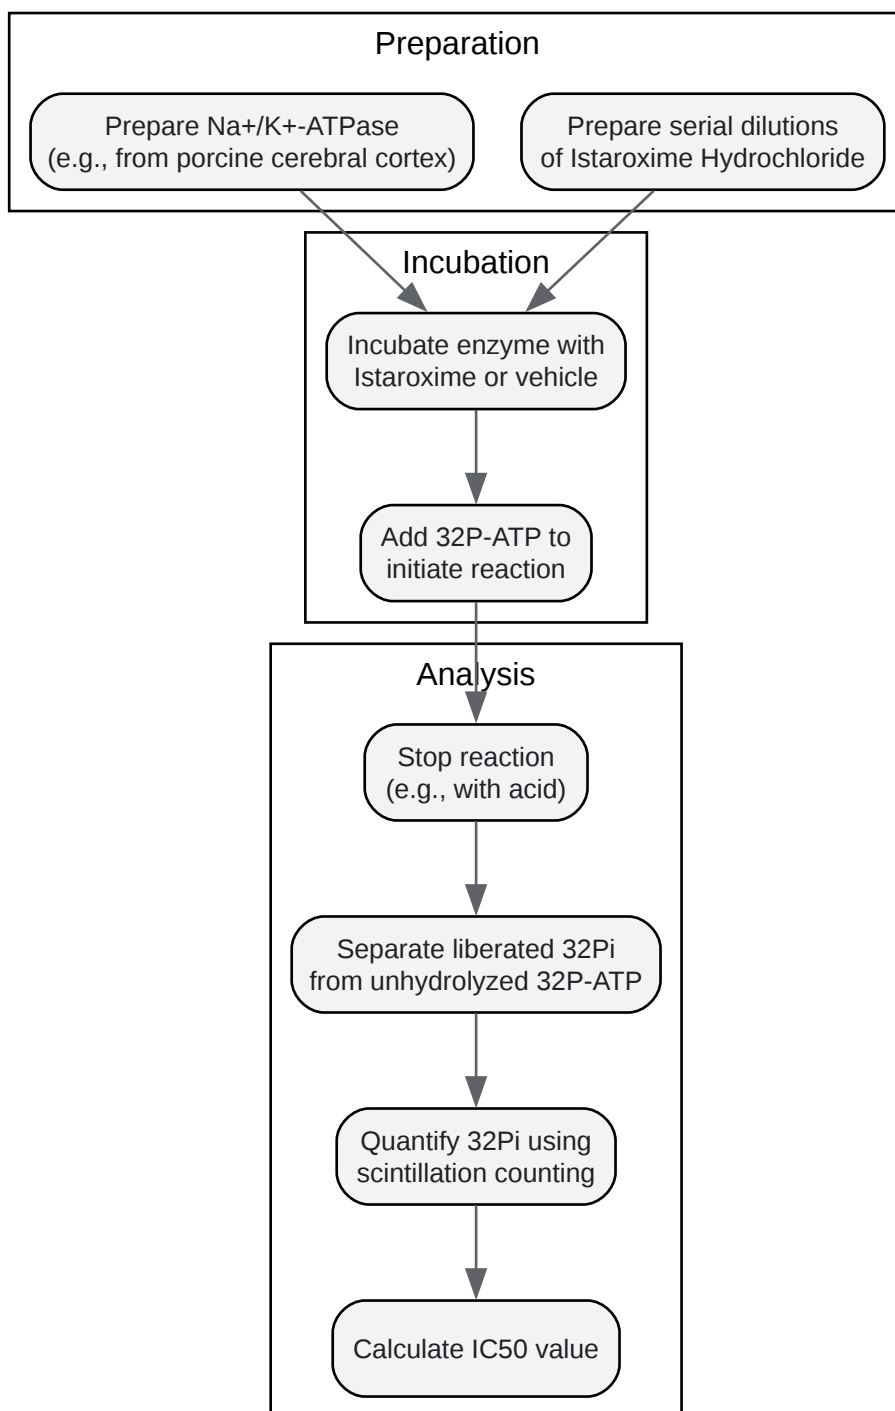 Preparation
Prepare Na+/K+-ATPase
(e.g., from porcine cerebral cortex)
Prepare serial dilutions
of Istaroxime Hydrochloride
Incubation
Incubate enzyme with
Istaroxime or vehicle
Add 32P-ATP to
initiate reaction
Analysis
Stop reaction
(e.g., with acid)
Separate liberated 32Pi
from unhydrolyzed 32P-ATP
Quantify 32Pi using
scintillation counting
Calculate IC50 value